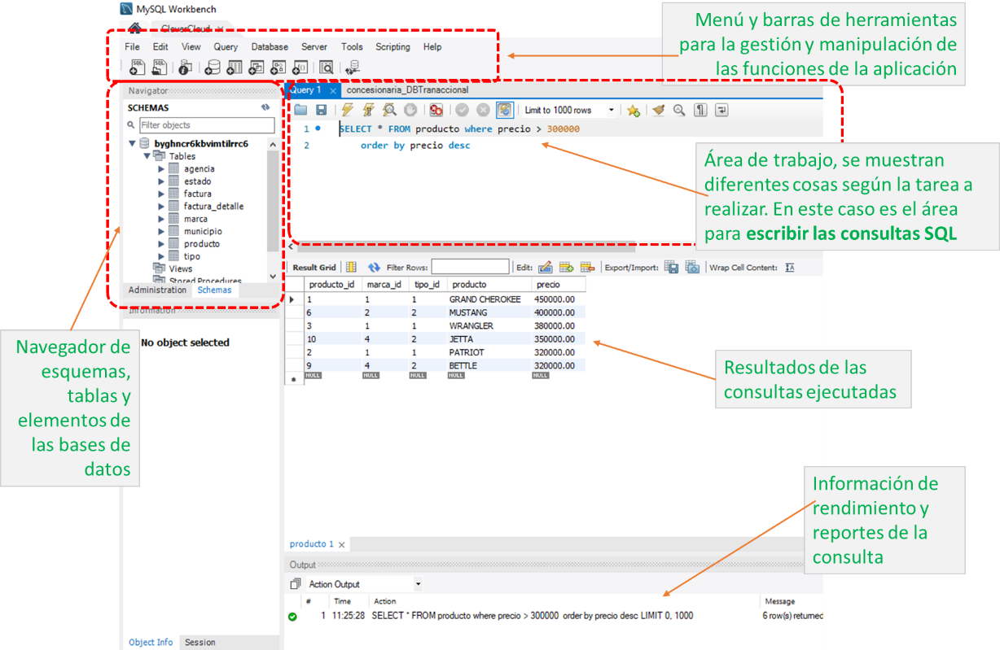 MySQL Workbench
CleverCloud
File Edit View Query Database Server Tools Scripting Help
Menú y barras de herramientas
para la gestión y manipulación de
las funciones de la aplicación
Navigator
SCHEMAS
Filter objects
byghncr6kbvimtilrrc6
Tables
agencia
estado
factura
factura_detalle
marca
municipio
producto
tipo
Views
Stored Procedures
Administration Schemas
Information
No object selected
Object Info Session
Navegador de
esquemas,
tablas y
elementos de
las bases de
datos
Query 1 concesionaria_DBTranaccional
Limit to 1000 rows
1 SELECT * FROM producto where precio > 300000
2 order by precio desc
Área de trabajo, se muestran
diferentes cosas según la tarea a
realizar. En este caso es el área
para escribir las consultas SQL
Result Grid Filter Rows: Edit: Export/Import: Wrap Cell Content:
producto_id marca_id tipo_id producto precio
1 1 1 GRAND CHEROKEE 450000.00
6 2 2 MUSTANG 400000.00
3 1 1 WRANGLER 380000.00
10 4 2 JETTA 350000.00
2 1 1 PATRIOT 320000.00
9 4 2 BETTLE 320000.00
NULL NULL NULL NULL NULL
Resultados de las
consultas ejecutadas
Información de
rendimiento y
reportes de la
consulta
producto 1
Output
Action Output
# Time Action Message
1 11:25:28 SELECT * FROM producto where precio > 300000 order by precio desc LIMIT 0, 1000 6 row(s) returned